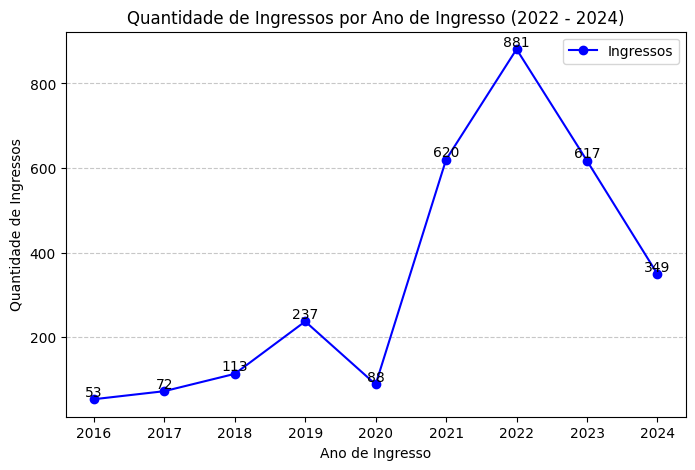 Quantidade de Ingressos por Ano de Ingresso (2022 - 2024)
Ingressos
Quantidade de Ingressos
800
600
400
200
53
72
113
237
88
620
881
617
349
2016 2017 2018 2019 2020 2021 2022 2023 2024
Ano de Ingresso